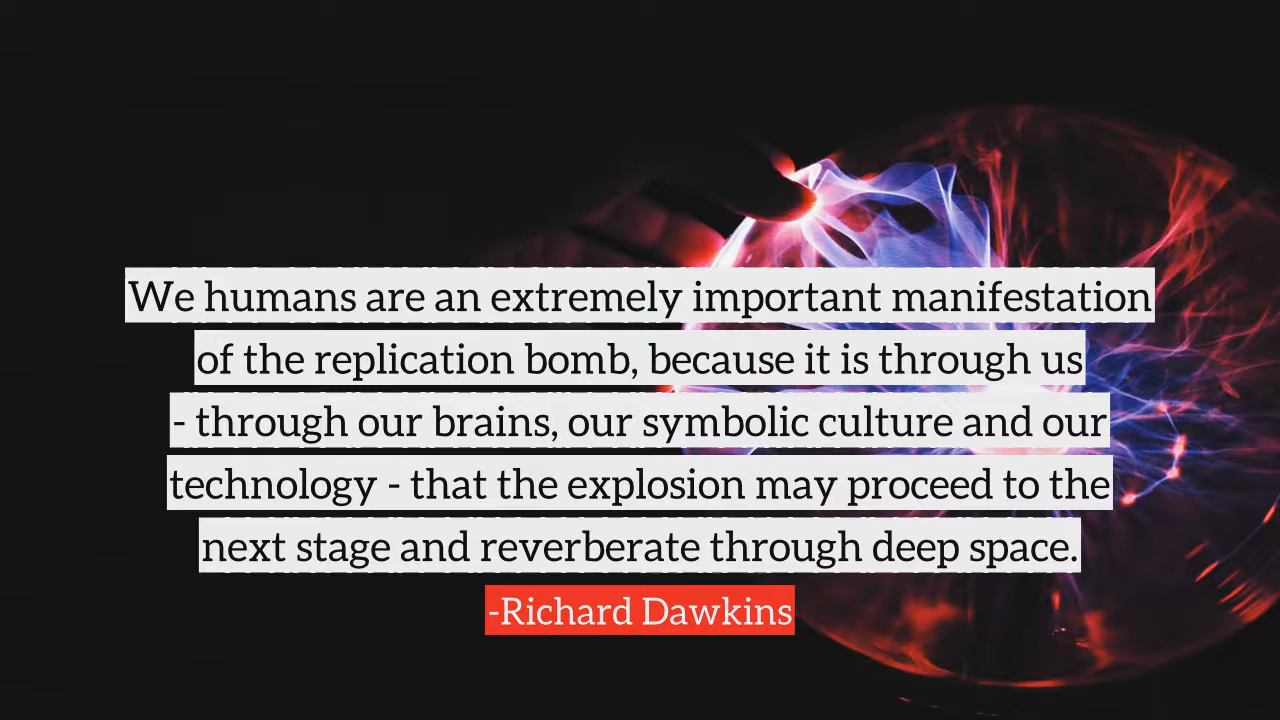 We humans are an extremely important manifestation
of the replication bomb, because it is through us
- through our brains, our symbolic culture and our
technology - that the explosion may proceed to the
next stage and reverberate through deep space.
-Richard Dawkins